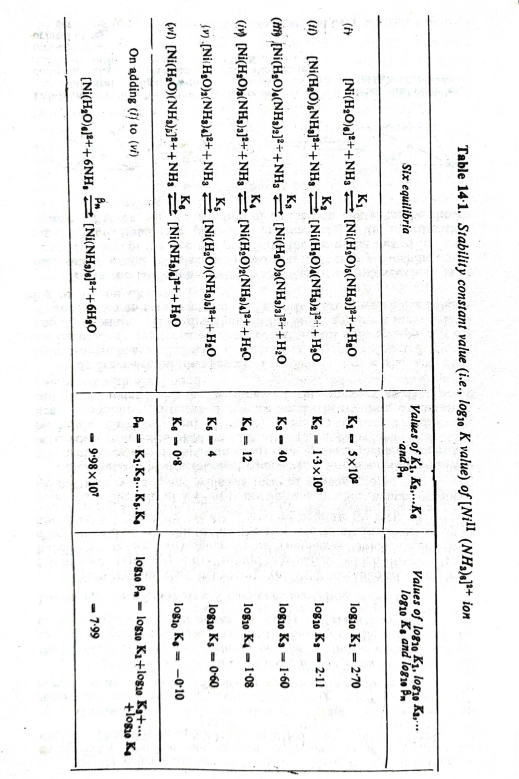 Table 14·1 Stability constant value (i.e., log₁₀ K value) of [Niᴵᴵ (NH₃)₆]²⁺ ion
Six equilibria
Values of K₁, K₂,...K₆
and βₙ
Values of log₁₀ K₁, log₁₀ K₂,...
log₁₀ K₆ and log₁₀ βₙ
(i) [Ni(H₂O)₆]²⁺ + NH₃ ⇌ K₁ [Ni(H₂O)₅(NH₃)]²⁺ + H₂O K₁ = 5×10² log₁₀ K₁ = 2·70
(ii) [Ni(H₂O)₅NH₃]²⁺ + NH₃ ⇌ K₂ [Ni(H₂O)₄(NH₃)₂]²⁺ + H₂O K₂ = 1·3×10² log₁₀ K₂ = 2·11
(iii) [Ni(H₂O)₄(NH₃)₂]²⁺ + NH₃ ⇌ K₃ [Ni(H₂O)₃(NH₃)₃]²⁺ + H₂O K₃ = 40 log₁₀ K₃ = 1·60
(iv) [Ni(H₂O)₃(NH₃)₃]²⁺ + NH₃ ⇌ K₄ [Ni(H₂O)₂(NH₃)₄]²⁺ + H₂O K₄ = 12 log₁₀ K₄ = 1·08
(v) [Ni(H₂O)₂(NH₃)₄]²⁺ + NH₃ ⇌ K₅ [Ni(H₂O)(NH₃)₅]²⁺ + H₂O K₅ = 4 log₁₀ K₅ = 0·60
(vi) [Ni(H₂O)(NH₃)₅]²⁺ + NH₃ ⇌ K₆ [Ni(NH₃)₆]²⁺ + H₂O K₆ = 0·8 log₁₀ K₆ = −0·10
On adding (i) to (vi) βₙ = K₁.K₂...K₅.K₆ log₁₀ βₙ = log₁₀ K₁+log₁₀ K₂+...
+log₁₀ K₆
[Ni(H₂O)₆]²⁺ + 6NH₃ ⇌ βₙ [Ni(NH₃)₆]²⁺ + 6H₂O = 9·98×10⁷ = 7·99